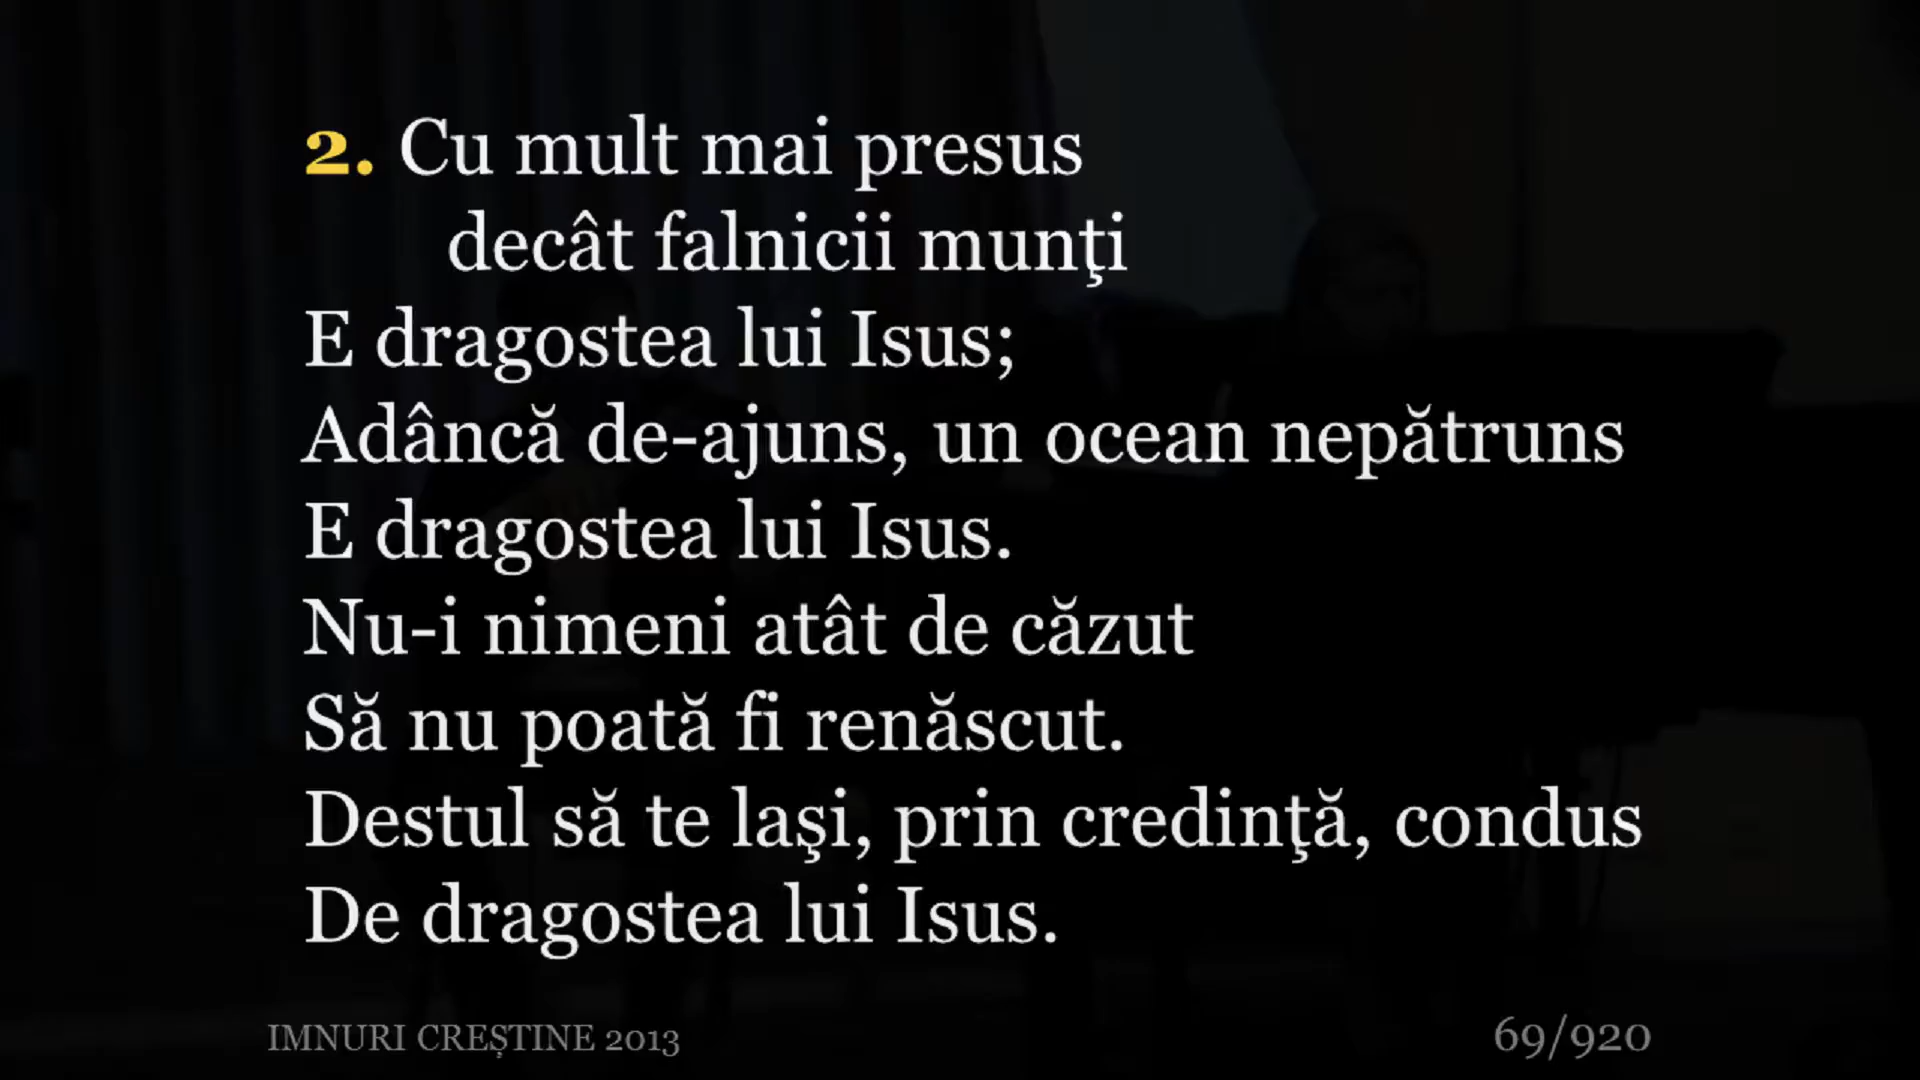 2. Cu mult mai presus
decât falnicii munţi
E dragostea lui Isus;
Adâncă de-ajuns, un ocean nepătruns
E dragostea lui Isus.
Nu-i nimeni atât de căzut
Să nu poată fi renăscut.
Destul să te laşi, prin credinţă, condus
De dragostea lui Isus.
IMNURI CREȘTINE 2013
69/920